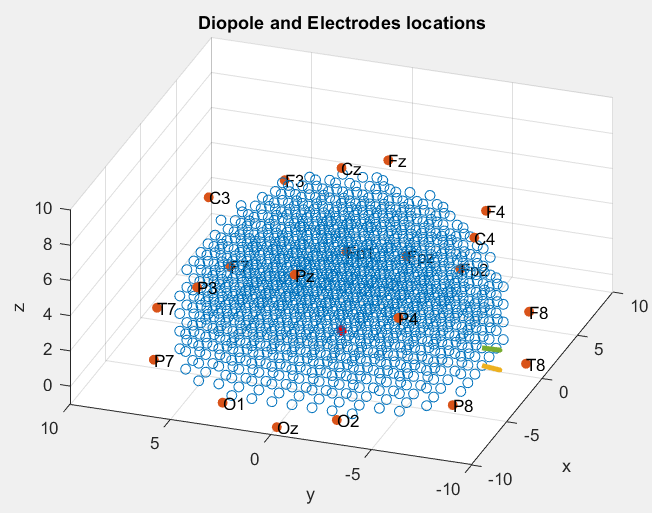 Diopole and Electrodes locations
Fz
Cz
F3
C3
F4
C4
Fp1
Fpz
Fp2
F7
Pz
P3
T7
P4
F8
P7
T8
O1
P8
O2
Oz
10
8
6
4
2
0
z
10
5
0
-5
-10
y
-10
-5
0
5
10
x